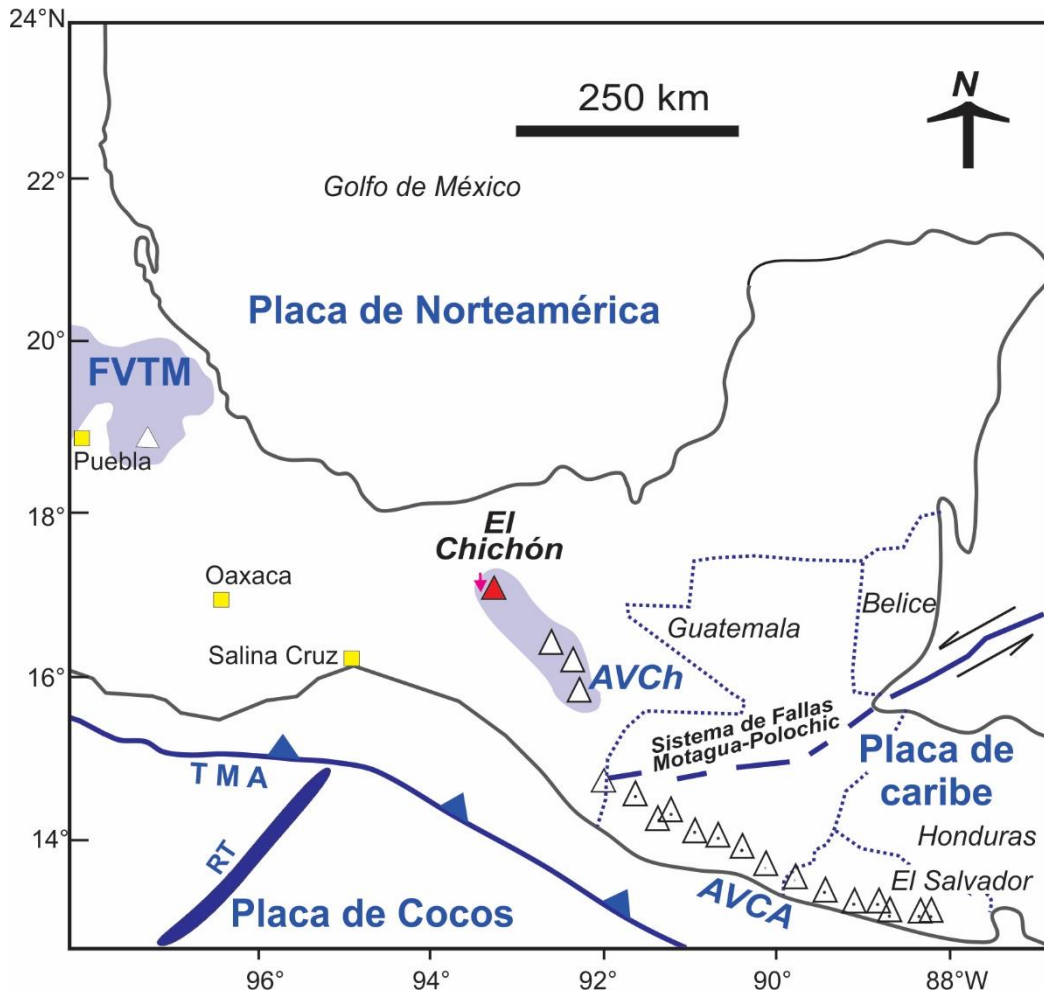 24°N
250 km
N
22°
Golfo de México
Placa de Norteamérica
20°
FVTM
Puebla
18°
El
Chichón
Oaxaca
Belice
Guatemala
Salina Cruz
16°
AVCh
Sistema de Fallas
Motagua-Polochic
Placa de
caribe
TMA
14°
RT
Honduras
El Salvador
AVCA
Placa de Cocos
96°
94°
92°
90°
88°W